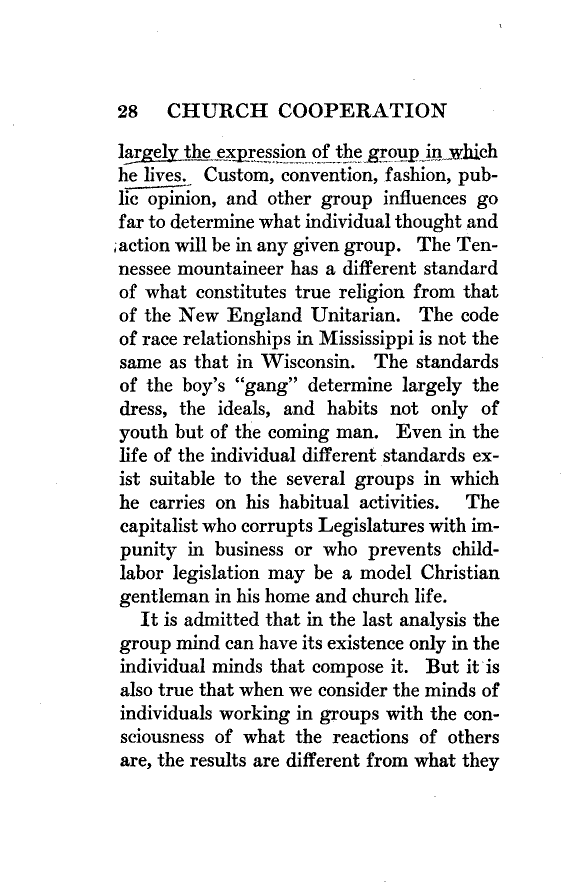 28 CHURCH COOPERATION
largely the expression of the group in which
he lives. Custom, convention, fashion, pub-
lic opinion, and other group influences go
far to determine what individual thought and
action will be in any given group. The Ten-
nessee mountaineer has a different standard
of what constitutes true religion from that
of the New England Unitarian. The code
of race relationships in Mississippi is not the
same as that in Wisconsin. The standards
of the boy's "gang" determine largely the
dress, the ideals, and habits not only of
youth but of the coming man. Even in the
life of the individual different standards ex-
ist suitable to the several groups in which
he carries on his habitual activities. The
capitalist who corrupts Legislatures with im-
punity in business or who prevents child-
labor legislation may be a model Christian
gentleman in his home and church life.
It is admitted that in the last analysis the
group mind can have its existence only in the
individual minds that compose it. But it is
also true that when we consider the minds of
individuals working in groups with the con-
sciousness of what the reactions of others
are, the results are different from what they